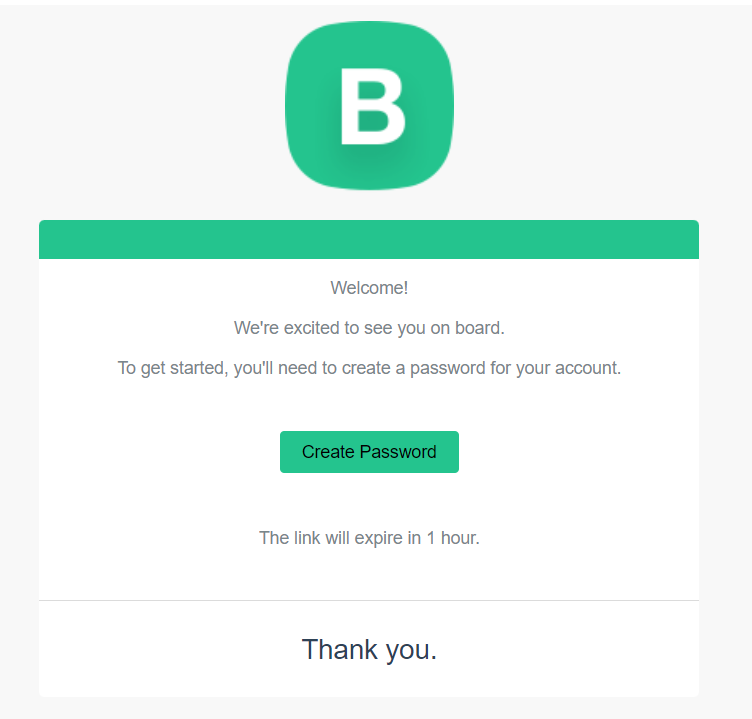 B
Welcome!
We're excited to see you on board.
To get started, you'll need to create a password for your account.
Create Password
The link will expire in 1 hour.
Thank you.